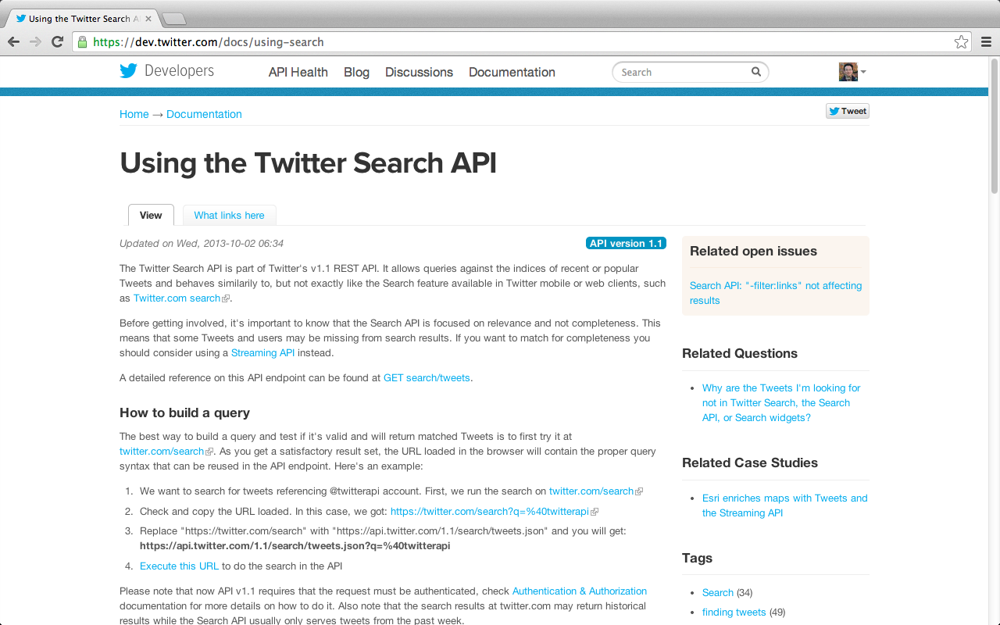 Using the Twitter Search A
https://dev.twitter.com/docs/using-search
Developers
API Health
Blog
Discussions
Documentation
Search
Home → Documentation
Tweet
Using the Twitter Search API
View
What links here
Updated on Wed, 2013-10-02 06:34
API version 1.1
The Twitter Search API is part of Twitter's v1.1 REST API. It allows queries against the indices of recent or popular
Tweets and behaves similarily to, but not exactly like the Search feature available in Twitter mobile or web clients, such
as Twitter.com search.
Before getting involved, it's important to know that the Search API is focused on relevance and not completeness. This
means that some Tweets and users may be missing from search results. If you want to match for completeness you
should consider using a Streaming API instead.
A detailed reference on this API endpoint can be found at GET search/tweets.
How to build a query
The best way to build a query and test if it's valid and will return matched Tweets is to first try it at
twitter.com/search. As you get a satisfactory result set, the URL loaded in the browser will contain the proper query
syntax that can be reused in the API endpoint. Here's an example:
1. We want to search for tweets referencing @twitterapi account. First, we run the search on twitter.com/search
2. Check and copy the URL loaded. In this case, we got: https://twitter.com/search?q=%40twitterapi
3. Replace "https://twitter.com/search" with "https://api.twitter.com/1.1/search/tweets.json" and you will get:
https://api.twitter.com/1.1/search/tweets.json?q=%40twitterapi
4. Execute this URL to do the search in the API
Please note that now API v1.1 requires that the request must be authenticated, check Authentication & Authorization
documentation for more details on how to do it. Also note that the search results at twitter.com may return historical
results while the Search API usually only serves tweets from the past week.
Related open issues
Search API: "-filter:links" not affecting
results
Related Questions
• Why are the Tweets I'm looking for
not in Twitter Search, the Search
API, or Search widgets?
Related Case Studies
• Esri enriches maps with Tweets and
the Streaming API
Tags
• Search (34)
• finding tweets (49)